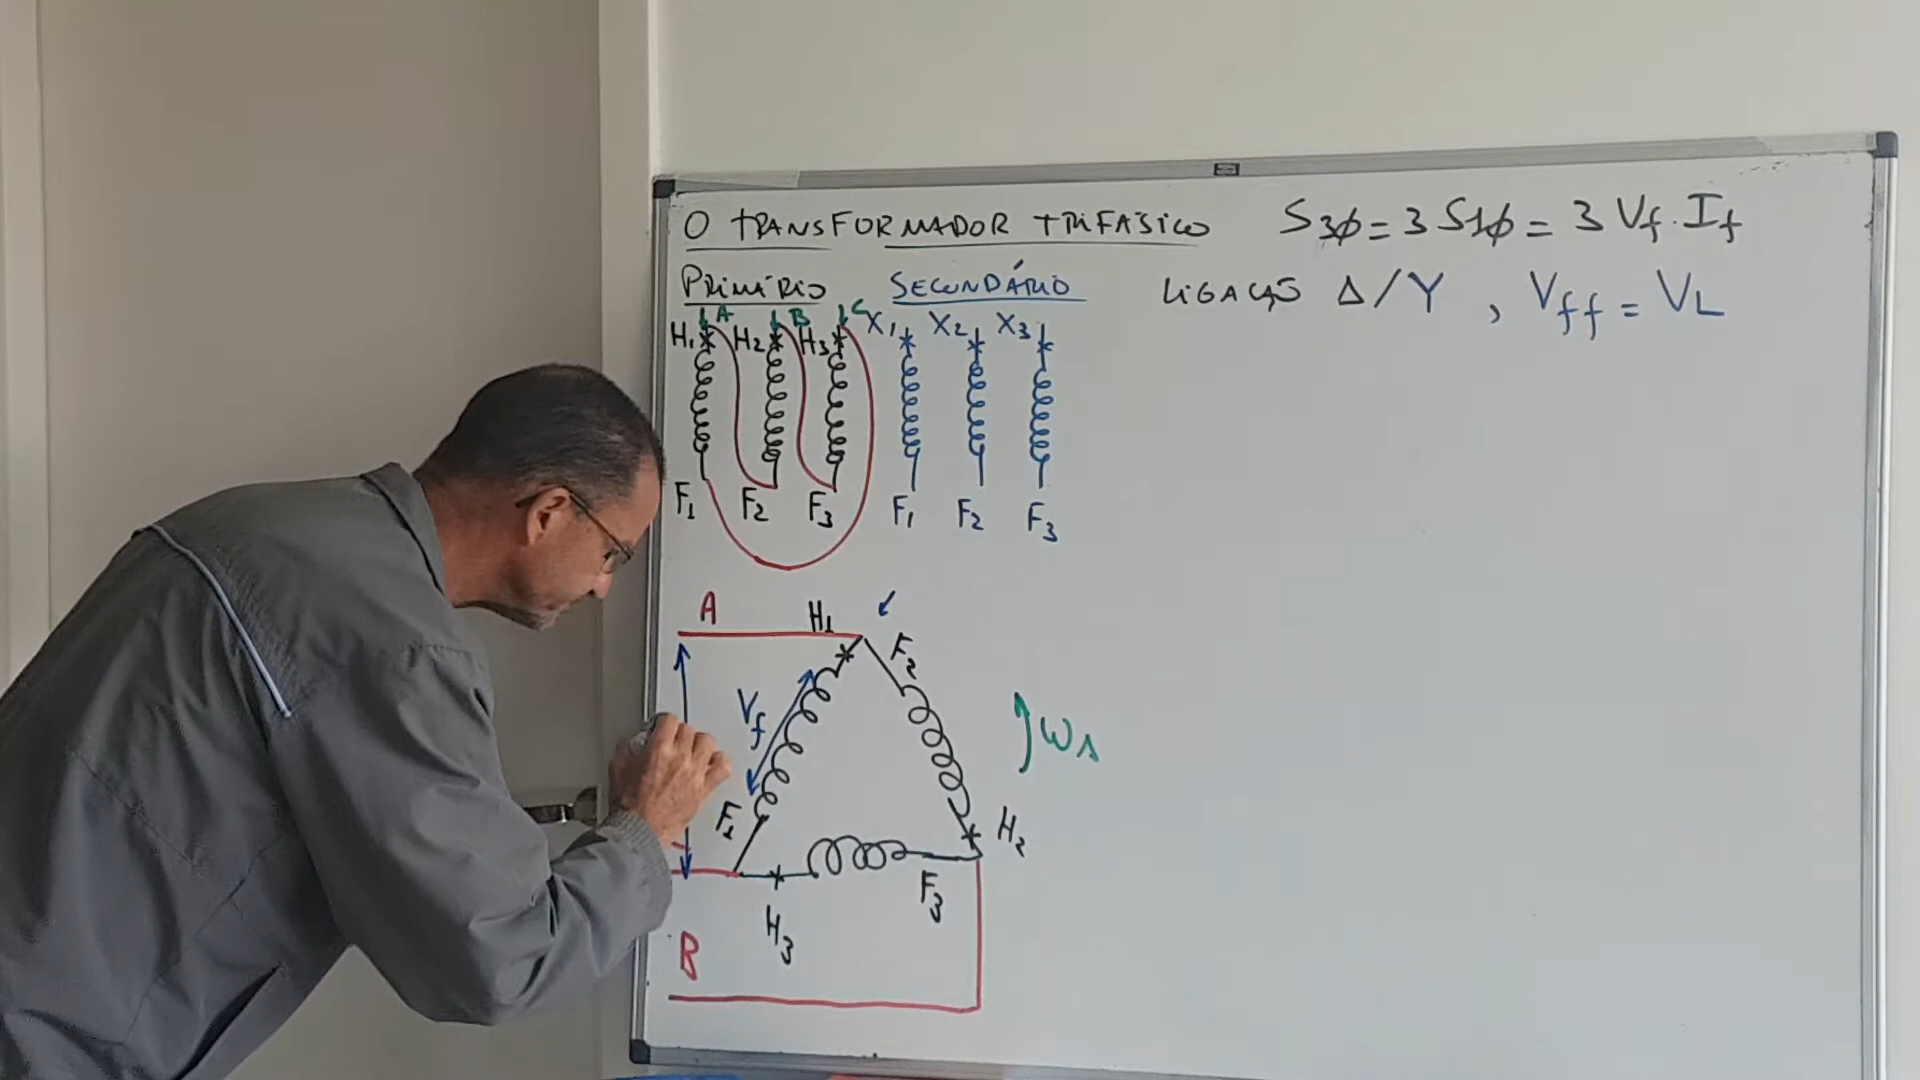 O TRANSFORMADOR TRIFÁSICO
S3ϕ = 3 S1ϕ = 3 Vf . If
PRIMÁRIO SECUNDÁRIO
LIGAÇÃO Δ/Y , Vff = VL
A B C
H1 H2 H3 X1 X2 X3
F1 F2 F3 F1 F2 F3
A H1
F2
Vf
ωs
F1 H2
F3
H3
B